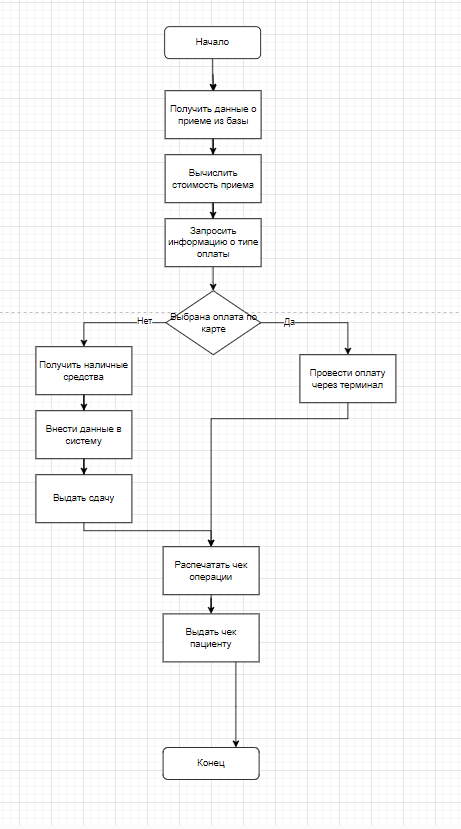 Начало
Получить данные о
приеме из базы
Вычислить
стоимость приема
Запросить
информацию о типе
оплаты
Выбрана оплата по
карте
Нет
Да
Получить наличные
средства
Провести оплату
через терминал
Внести данные в
систему
Выдать сдачу
Распечатать чек
операции
Выдать чек
пациенту
Конец